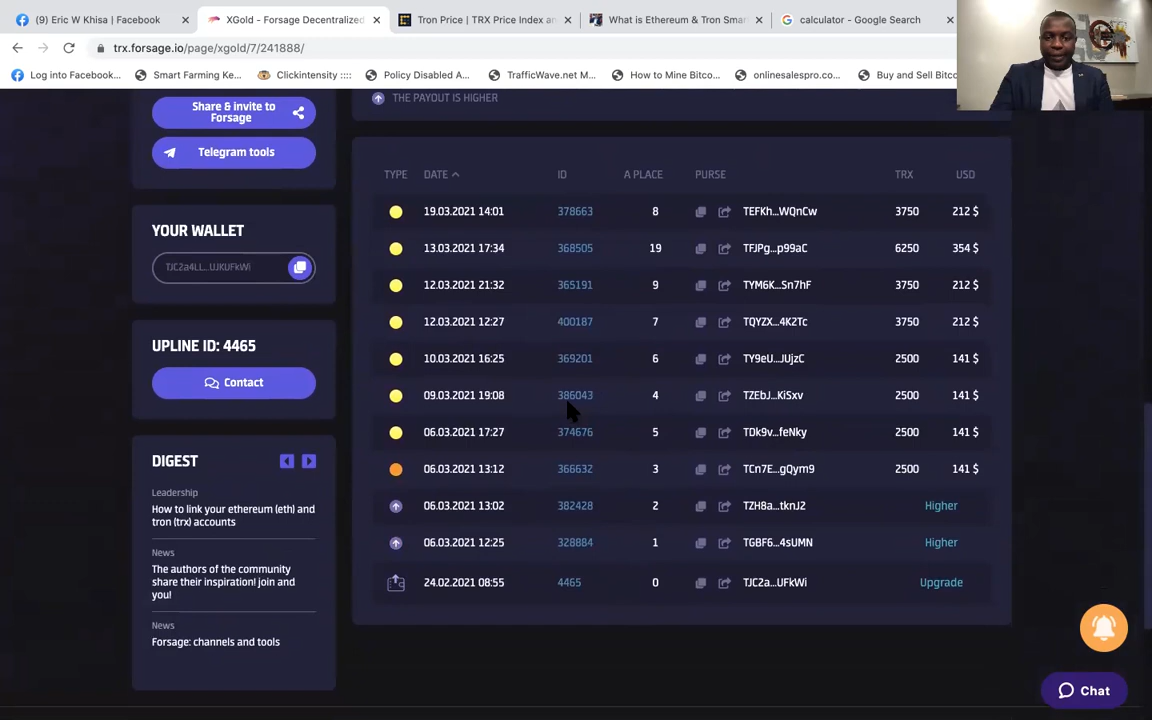 (9) Eric W Khisa | Facebook
XGold - Forsage Decentralized
Tron Price | TRX Price Index an
What is Ethereum & Tron Smar
calculator - Google Search
trx.forsage.io/page/xgold/7/241888/
Log into Facebook...
Smart Farming Ke...
Clickintensity ::::
Policy Disabled A...
TrafficWave.net M...
How to Mine Bitco...
onlinesalespro.co...
Buy and Sell Bitco
Share & invite to
Forsage
Telegram tools
YOUR WALLET
TJC2a4LL...UJKUFkWi
UPLINE ID: 4465
Contact
DIGEST
Leadership
How to link your ethereum (eth) and
tron (trx) accounts
News
The authors of the community
share their inspiration! join and
you!
News
Forsage: channels and tools
THE PAYOUT IS HIGHER
TYPE DATE ID A PLACE PURSE TRX USD
19.03.2021 14:01 378663 8 TEFKh...WQnCw 3750 212 $
13.03.2021 17:34 368505 19 TFJPg...p99aC 6250 354 $
12.03.2021 21:32 365191 9 TYM6K...Sn7hF 3750 212 $
12.03.2021 12:27 400187 7 TQYZX...4K2Tc 3750 212 $
10.03.2021 16:25 369201 6 TY9eU...JUjzC 2500 141 $
09.03.2021 19:08 386043 4 TZEbJ...KiSxv 2500 141 $
06.03.2021 17:27 374676 5 TDk9v...feNky 2500 141 $
06.03.2021 13:12 366632 3 TCn7E...gQym9 2500 141 $
06.03.2021 13:02 382428 2 TZH8a...tknJ2 Higher
06.03.2021 12:25 328884 1 TGBF6...4sUMN Higher
24.02.2021 08:55 4465 0 TJC2a...UFkWi Upgrade
Chat